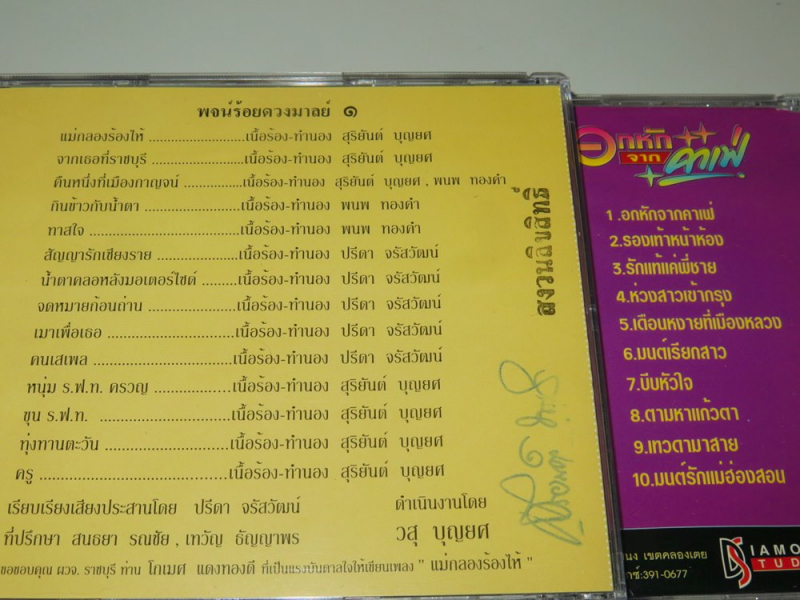 พจน์ร้อยดวงมาลย์ ๑
แม่กลองร้องไห้ ............................เนื้อร้อง-ทำนอง สุริยันต์ บุญยศ
จากเธอที่ราชบุรี ..........................เนื้อร้อง-ทำนอง สุริยันต์ บุญยศ
คืนหนึ่งที่เมืองกาญจน์ ................เนื้อร้อง-ทำนอง สุริยันต์ บุญยศ , พนพ ทองคำ
กินข้าวกับน้ำตา ..........................เนื้อร้อง-ทำนอง พนพ ทองคำ
ทาสใจ .......................................เนื้อร้อง-ทำนอง พนพ ทองคำ
สัญญารักเชียงราย ......................เนื้อร้อง-ทำนอง ปรีดา จรัสวัฒน์
น้ำตาคลอหลังมอเตอร์ไซด์ .........เนื้อร้อง-ทำนอง ปรีดา จรัสวัฒน์
จดหมายก้อนถ่าน .......................เนื้อร้อง-ทำนอง ปรีดา จรัสวัฒน์
เมาเพื่อเธอ ................................เนื้อร้อง-ทำนอง ปรีดา จรัสวัฒน์
คนเสเพล ...................................เนื้อร้อง-ทำนอง ปรีดา จรัสวัฒน์
หนุ่ม ร.ฟ.ท. ครวญ ....................เนื้อร้อง-ทำนอง สุริยันต์ บุญยศ
ขุน ร.ฟ.ท. ...............................เนื้อร้อง-ทำนอง สุริยันต์ บุญยศ
ทุ่งทานตะวัน .............................เนื้อร้อง-ทำนอง สุริยันต์ บุญยศ
ครู .............................................เนื้อร้อง-ทำนอง สุริยันต์ บุญยศ
เรียบเรียงเสียงประสานโดย ปรีดา จรัสวัฒน์
ที่ปรึกษา สนธยา รณชัย , เทวัญ ธัญญาพร
ดำเนินงานโดย
วสุ บุญยศ
ขอขอบคุณ ผวจ. ราชบุรี ท่าน โกเมศ แดงทองดี ที่เป็นแรงบันดาลใจให้เขียนเพลง " แม่กลองร้องไห้ "
สงวนลิขสิทธิ์
อกหัก
จาก
คาเฟ่
1.อกหักจากคาเฟ่
2.รองเท้าหน้าห้อง
3.รักแท้แค่พี่ชาย
4.ห่วงสาวเข้ากรุง
5.เดือนหงายที่เมืองหลวง
6.มนต์เรียกสาว
7.บีบหัวใจ
8.ตามหาแก้วตา
9.เทวดามาสาย
10.มนต์รักแม่ฮ่องสอน
นง เขตคลองเตย
391-0677
IAMO
STUD